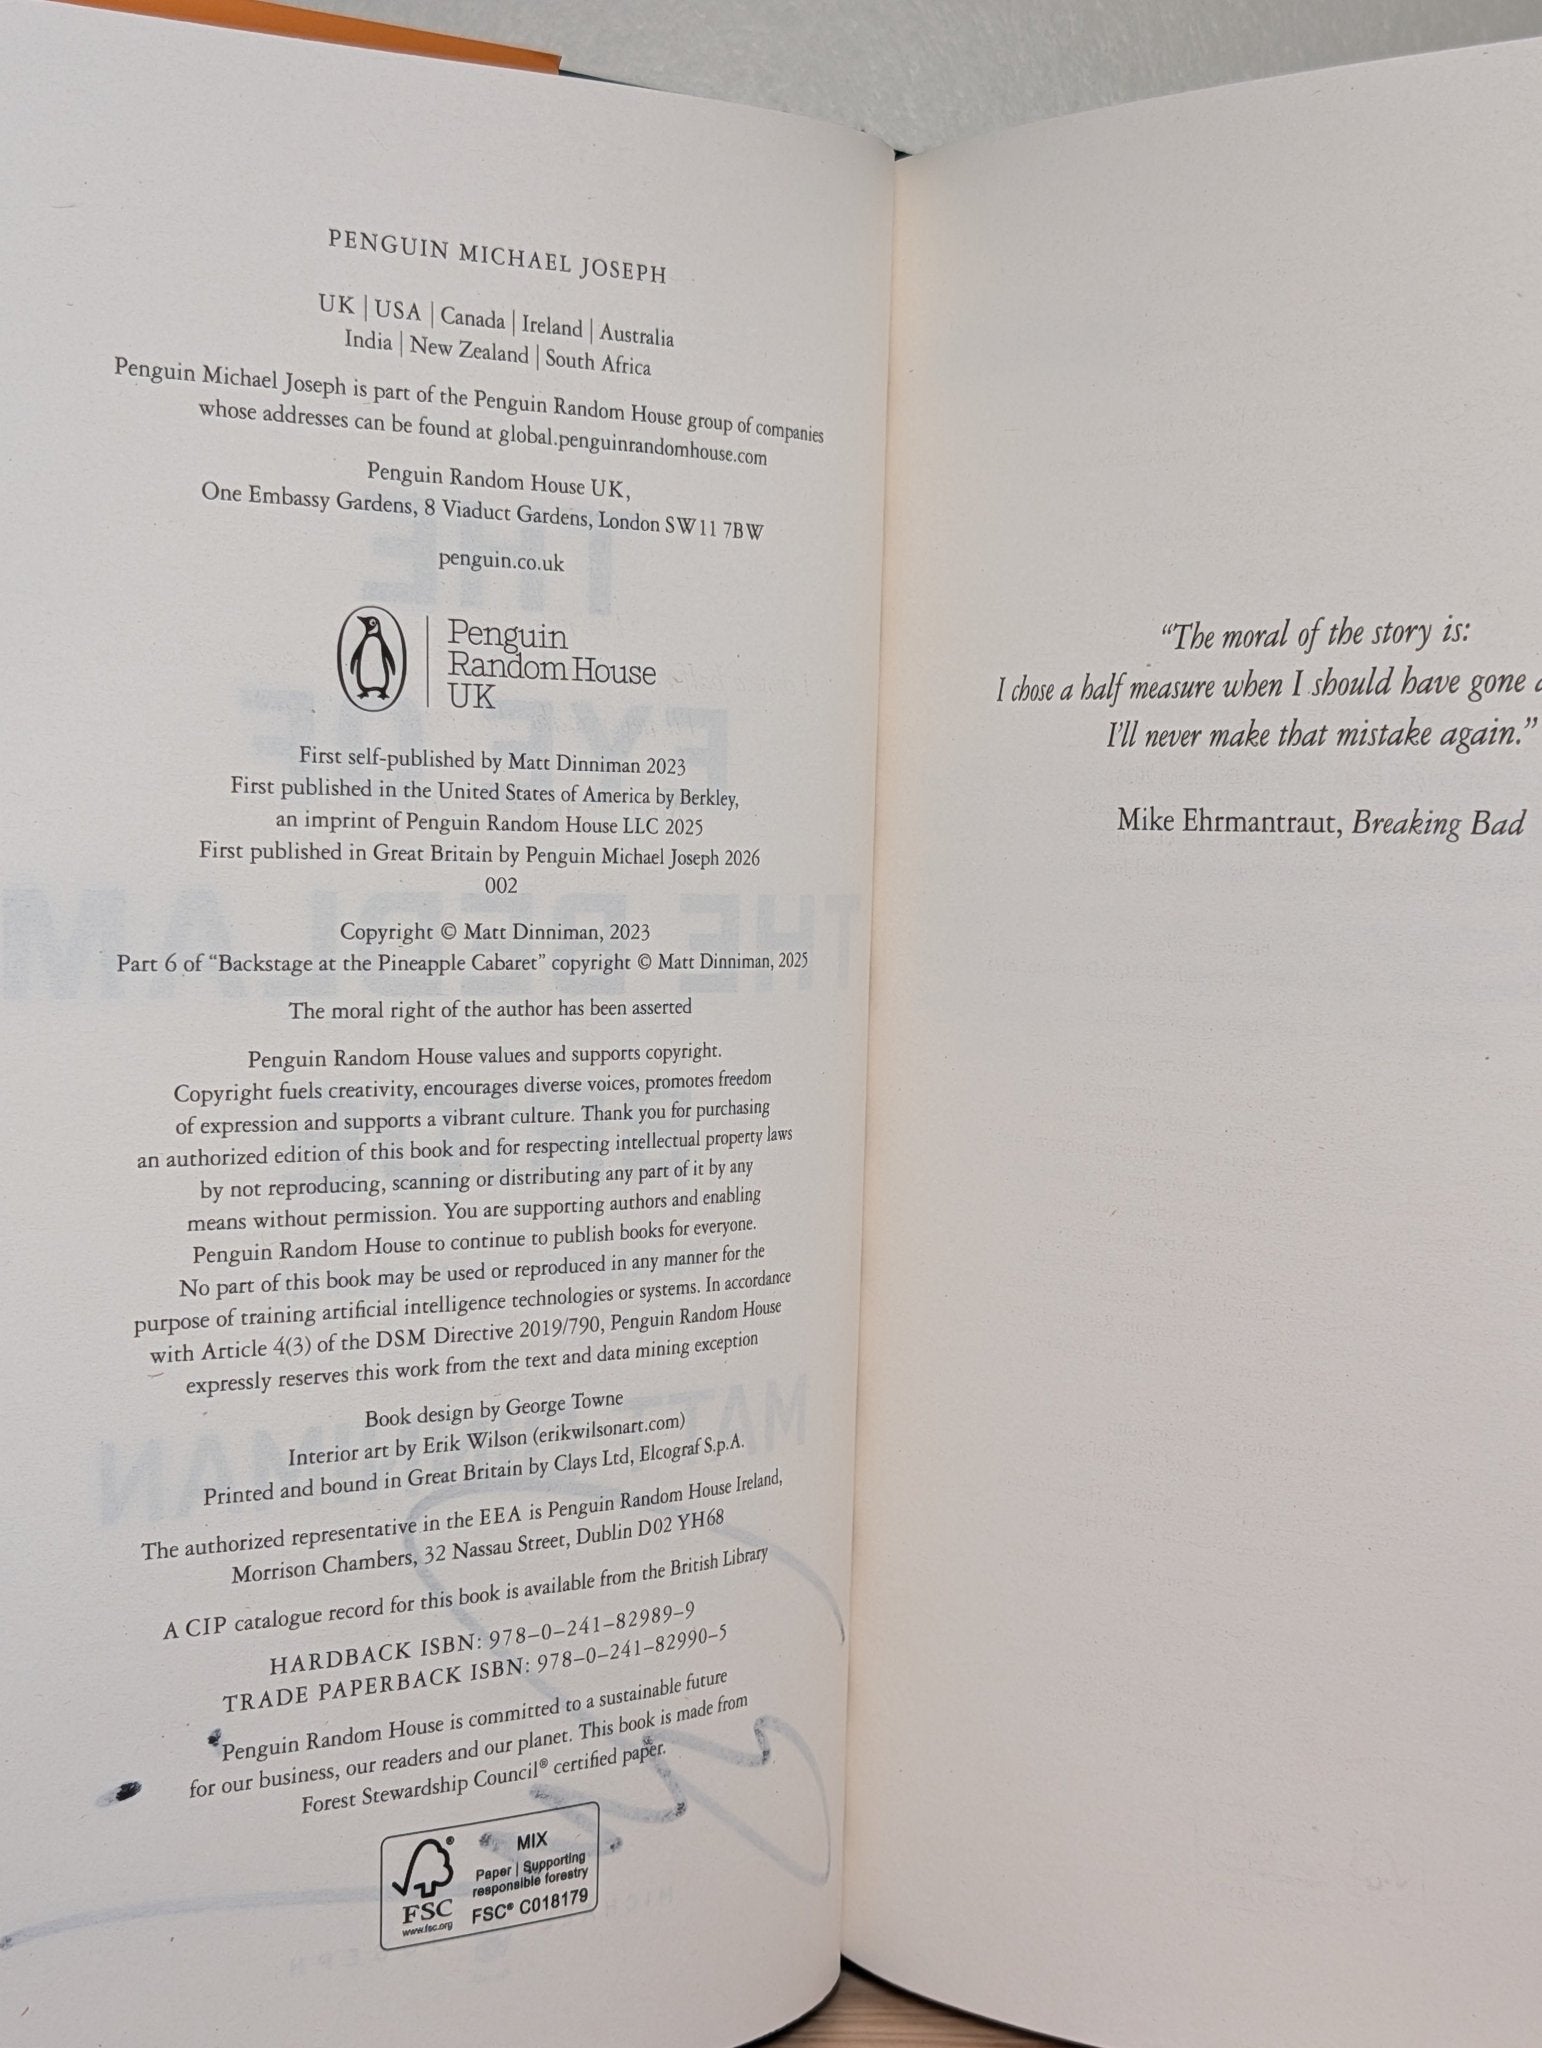 PENGUIN MICHAEL JOSEPH
UK | USA | Canada | Ireland | Australia
India | New Zealand | South Africa
Penguin Michael Joseph is part of the Penguin Random House group of companies
whose addresses can be found at global.penguinrandomhouse.com
Penguin Random House UK,
One Embassy Gardens, 8 Viaduct Gardens, London SW11 7BW
penguin.co.uk
Penguin
Random House
UK
First self-published by Matt Dinniman 2023
First published in the United States of America by Berkley,
an imprint of Penguin Random House LLC 2025
First published in Great Britain by Penguin Michael Joseph 2026
002
Copyright © Matt Dinniman, 2023
Part 6 of “Backstage at the Pineapple Cabaret” copyright © Matt Dinniman, 2025
The moral right of the author has been asserted
Penguin Random House values and supports copyright.
Copyright fuels creativity, encourages diverse voices, promotes freedom
of expression and supports a vibrant culture. Thank you for purchasing
an authorized edition of this book and for respecting intellectual property laws
by not reproducing, scanning or distributing any part of it by any
means without permission. You are supporting authors and enabling
Penguin Random House to continue to publish books for everyone.
No part of this book may be used or reproduced in any manner for the
purpose of training artificial intelligence technologies or systems. In accordance
with Article 4(3) of the DSM Directive 2019/790, Penguin Random House
expressly reserves this work from the text and data mining exception
Book design by George Towne
Interior art by Erik Wilson (erikwilsonart.com)
Printed and bound in Great Britain by Clays Ltd, Elcograf S.p.A.
The authorized representative in the EEA is Penguin Random House Ireland,
Morrison Chambers, 32 Nassau Street, Dublin D02 YH68
A CIP catalogue record for this book is available from the British Library
HARDBACK ISBN: 978–0–241–82989–9
TRADE PAPERBACK ISBN: 978–0–241–82990–5
Penguin Random House is committed to a sustainable future
for our business, our readers and our planet. This book is made from
Forest Stewardship Council® certified paper.
MIX
Paper | Supporting
responsible forestry
FSC® C018179
FSC
www.fsc.org
“The moral of the story is:
I chose a half measure when I should have gone
I’ll never make that mistake again.”
Mike Ehrmantraut, Breaking Bad